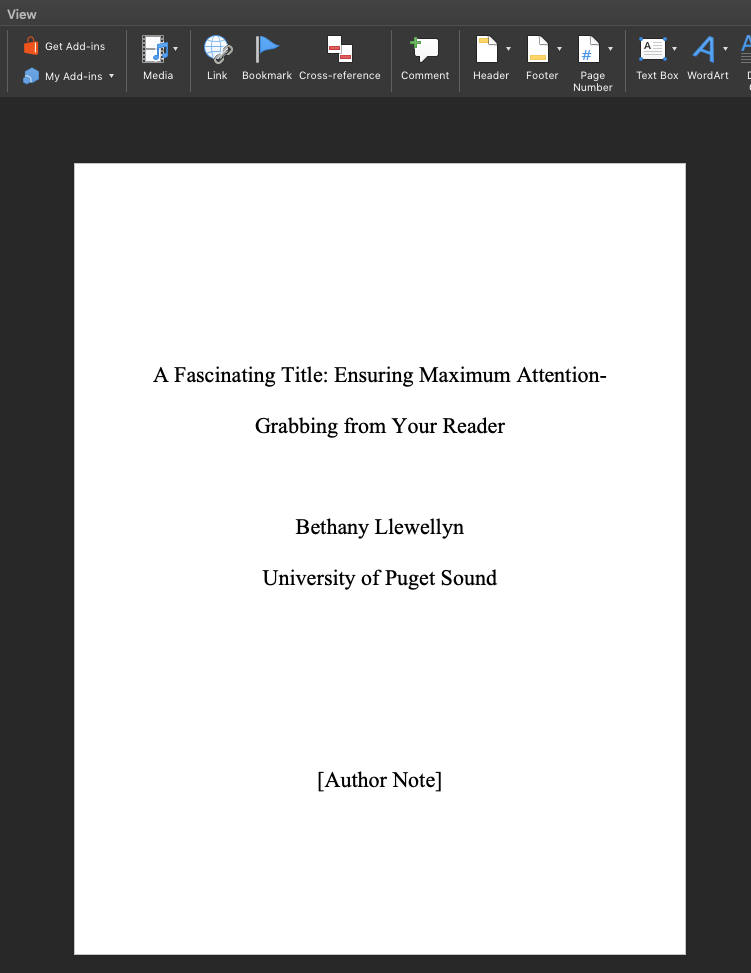 View
Get Add-ins
My Add-ins
Media
Link
Bookmark
Cross-reference
Comment
Header
Footer
Page
Number
Text Box
WordArt
A Fascinating Title: Ensuring Maximum Attention-
Grabbing from Your Reader
Bethany Llewellyn
University of Puget Sound
[Author Note]